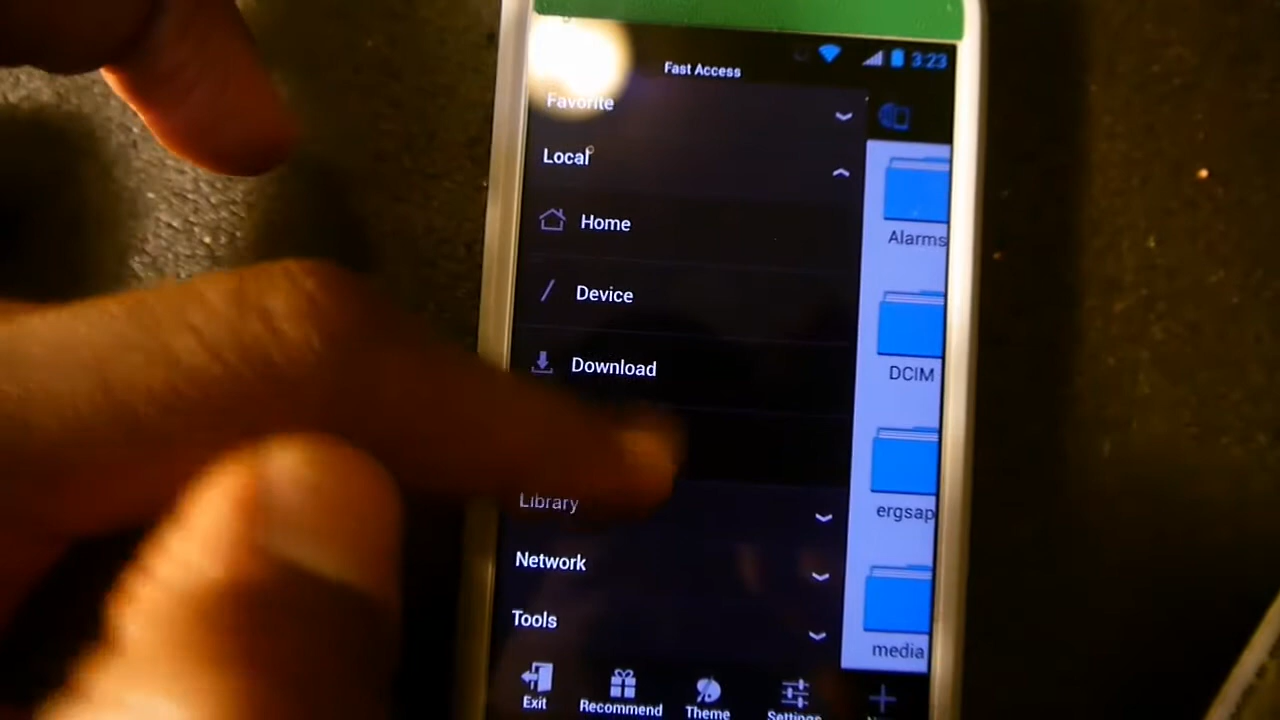 3:23
Fast Access
Favorite
Local
Home
Device
Download
Library
Network
Tools
Exit
Recommend
Theme
Settings
Alarms
DCIM
ergsap
media